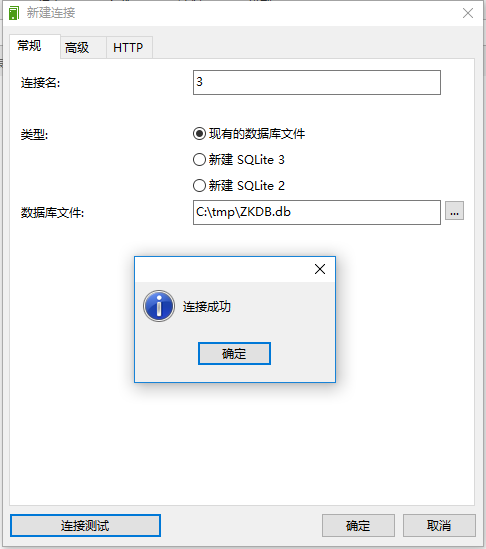 新建连接
常规 高级 HTTP
连接名: 3
类型: 现有的数据库文件
新建 SQLite 3
新建 SQLite 2
数据库文件: C:\tmp\ZKDB.db ...
连接成功
确定
连接测试 确定 取消